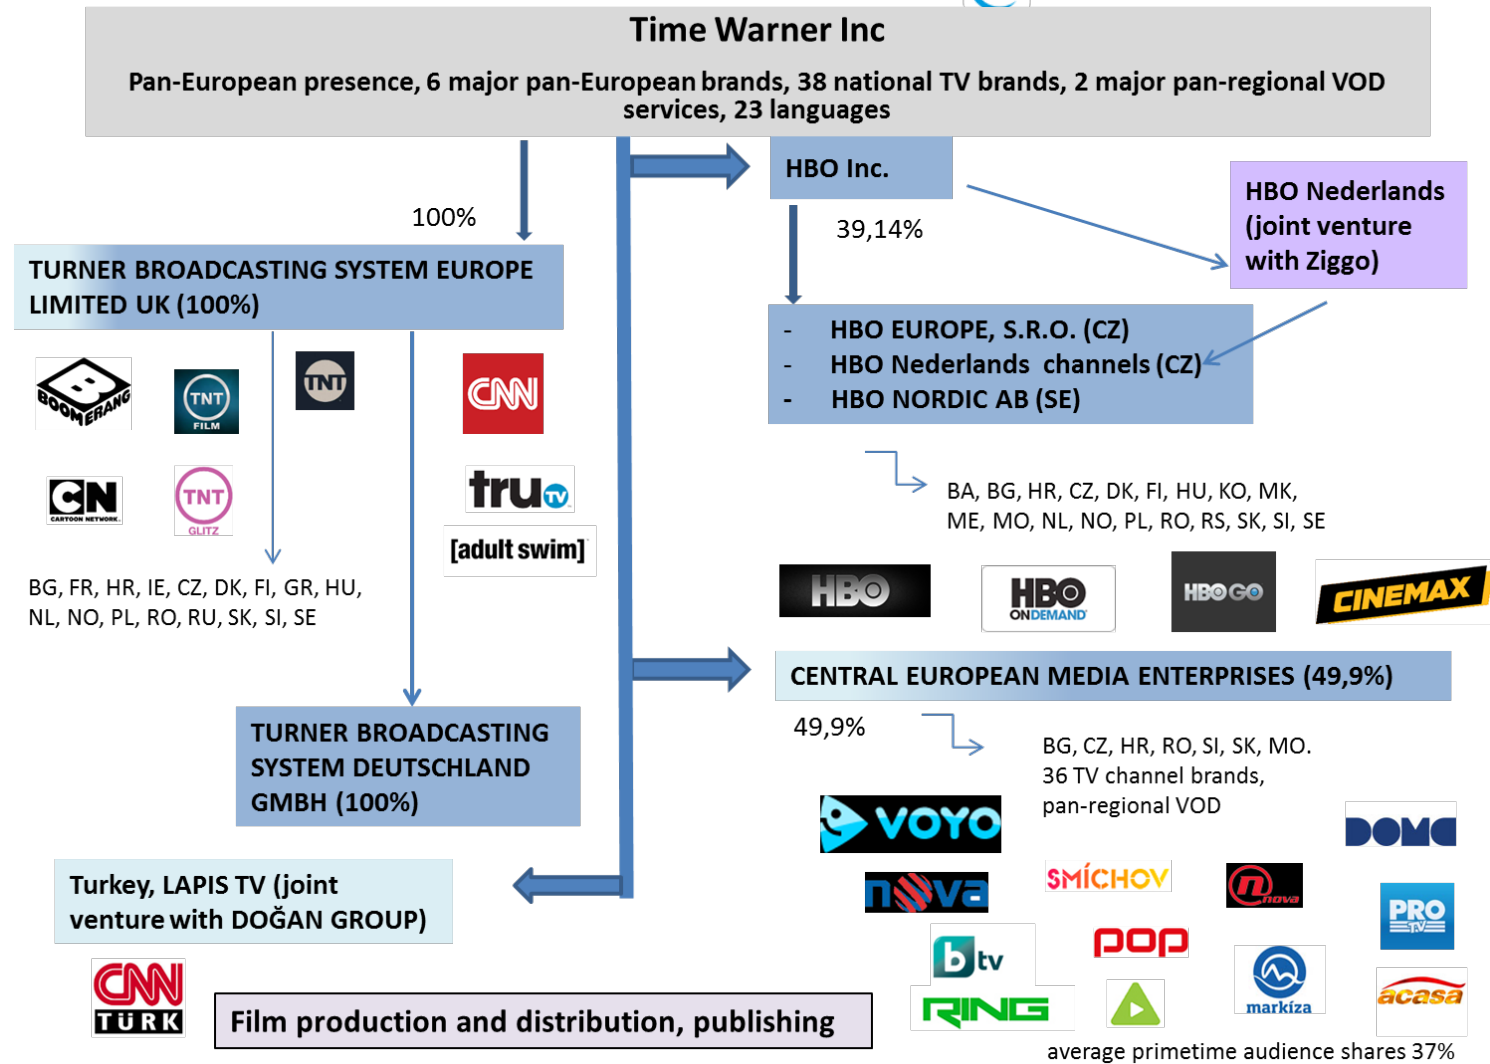 Time Warner Inc
Pan-European presence, 6 major pan-European brands, 38 national TV brands, 2 major pan-regional VOD
services, 23 languages
HBO Inc.
HBO Nederlands
(joint venture
with Ziggo)
100%
39,14%
TURNER BROADCASTING SYSTEM EUROPE
LIMITED UK (100%)
- HBO EUROPE, S.R.O. (CZ)
- HBO Nederlands channels (CZ)
- HBO NORDIC AB (SE)
BOOMERANG
TNT
FILM
TNT
CNN
CN
CARTOON NETWORK
TNT
GLITZ
tru TV
[adult swim]
BA, BG, HR, CZ, DK, FI, HU, KO, MK,
ME, MO, NL, NO, PL, RO, RS, SK, SI, SE
BG, FR, HR, IE, CZ, DK, FI, GR, HU,
NL, NO, PL, RO, RU, SK, SI, SE
HBO
HBO
ONDEMAND
HBO GO
CINEMAX
CENTRAL EUROPEAN MEDIA ENTERPRISES (49,9%)
49,9%
BG, CZ, HR, RO, SI, SK, MO.
36 TV channel brands,
pan-regional VOD
TURNER BROADCASTING
SYSTEM DEUTSCHLAND
GMBH (100%)
VOYO
DOMA
nova
SMÍCHOV
n nova
PRO
TV
Turkey, LAPIS TV (joint
venture with DOĞAN GROUP)
b tv
pop
markíza
acasa
RING
CNN
TÜRK
Film production and distribution, publishing
average primetime audience shares 37%